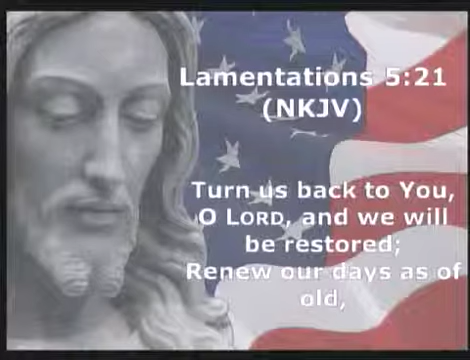 Lamentations 5:21
(NKJV)
Turn us back to You,
O LORD, and we will
be restored;
Renew our days as of
old,